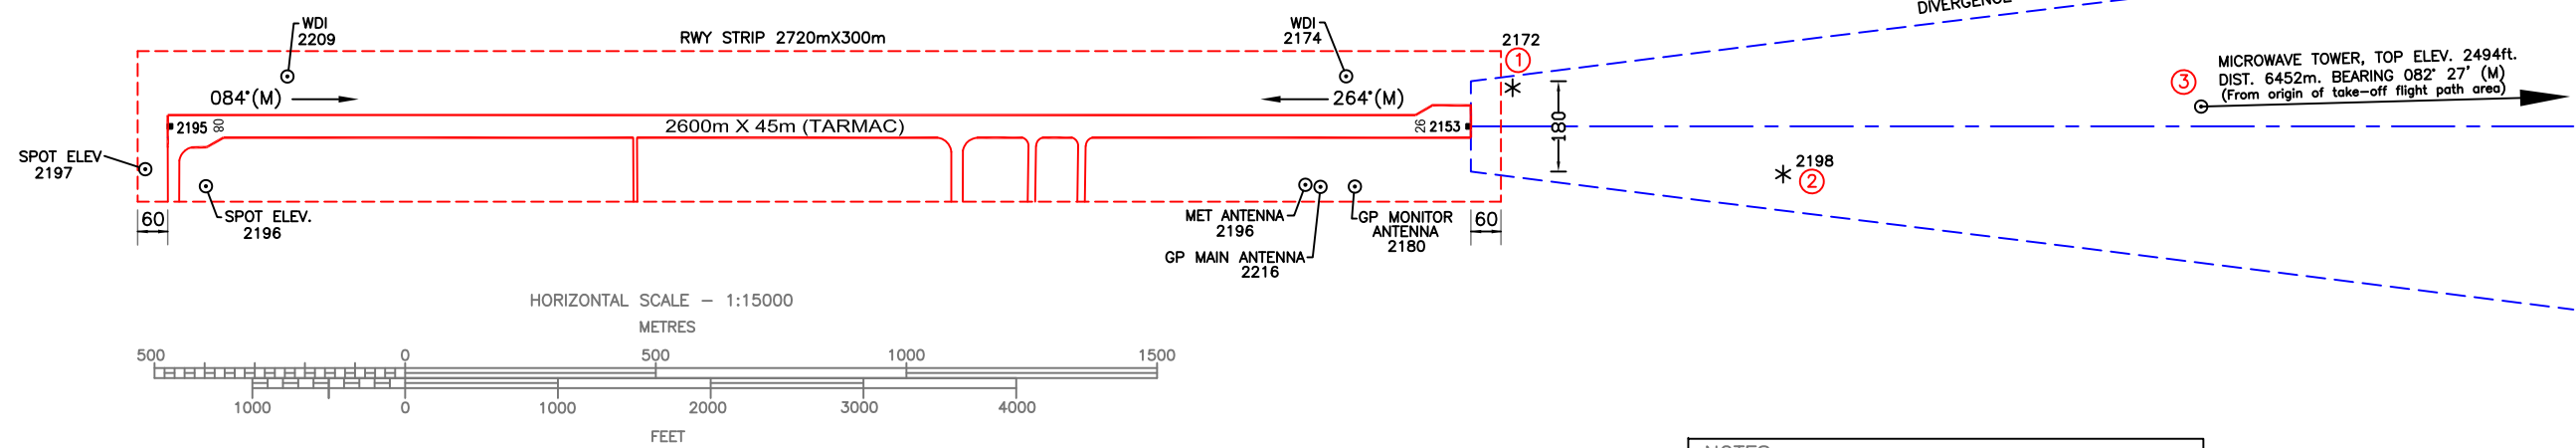 DIVERGENCE
WDI
2209
RWY STRIP 2720mX300m
WDI
2174
2172
1
3
MICROWAVE TOWER, TOP ELEV. 2494ft.
DIST. 6452m. BEARING 082° 27' (M)
(From origin of take-off flight path area)
084°(M)
264°(M)
2195
08
2600m X 45m (TARMAC)
26
2153
180
SPOT ELEV
2197
2198
2
60
SPOT ELEV.
2196
MET ANTENNA
2196
GP MONITOR
ANTENNA
2180
60
GP MAIN ANTENNA
2216
HORIZONTAL SCALE - 1:15000
METRES
500 0 500 1000 1500
1000 0 1000 2000 3000 4000
FEET
NOTES